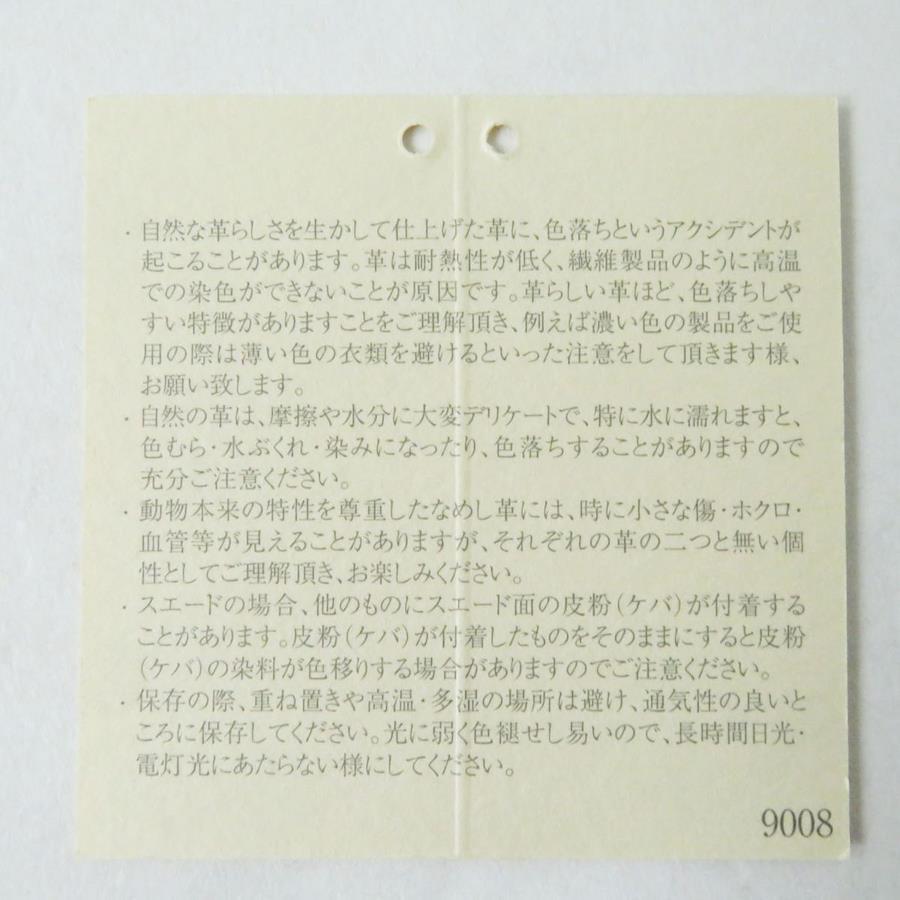 ・自然な革らしさを生かして仕上げた革に、色落ちというアクシデントが
起こることがあります。革は耐熱性が低く、繊維製品のように高温
での染色ができないことが原因です。革らしい革ほど、色落ちしや
すい特徴がありますことをご理解頂き、例えば濃い色の製品をご使
用の際は薄い色の衣類を避けるといった注意をして頂きます様、
お願い致します。
・自然の革は、摩擦や水分に大変デリケートで、特に水に濡れますと、
色むら・水ぶくれ・染みになったり、色落ちすることがありますので
充分ご注意ください。
・動物本来の特性を尊重したなめし革には、時に小さな傷・ホクロ・
血管等が見えることがありますが、それぞれの革の二つと無い個
性としてご理解頂き、お楽しみください。
・スエードの場合、他のものにスエード面の皮粉(ケバ)が付着する
ことがあります。皮粉(ケバ)が付着したものをそのままにすると皮粉
(ケバ)の染料が色移りする場合がありますのでご注意ください。
・保存の際、重ね置きや高温・多湿の場所は避け、通気性の良いと
ころに保存してください。光に弱く色褪せし易いので、長時間日光・
電灯光にあたらない様にしてください。
9008